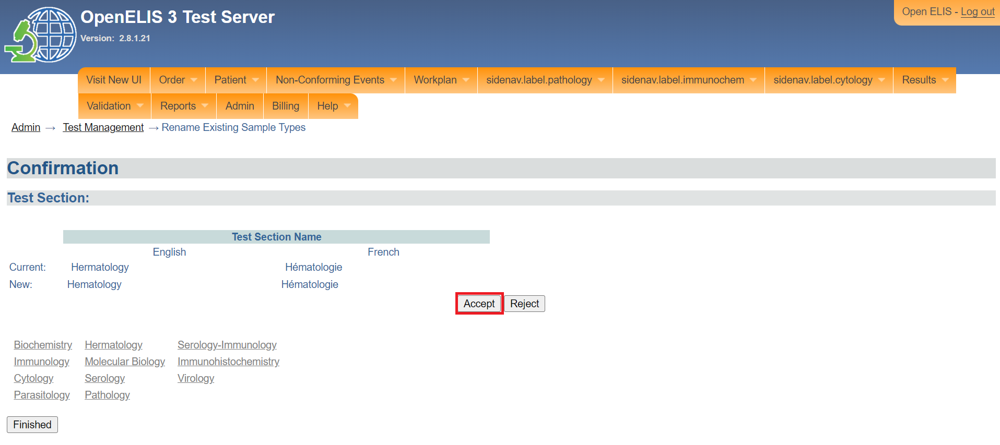 OpenELIS 3 Test Server
Version: 2.8.1.21
Open ELIS - Log out
Visit New UI Order Patient Non-Conforming Events Workplan sidenav.label.pathology sidenav.label.immunochem sidenav.label.cytology Results
Validation Reports Admin Billing Help
Admin → Test Management → Rename Existing Sample Types
Confirmation
Test Section:
Test Section Name
English French
Current: Hermatology Hématologie
New: Hematology Hématologie
Accept Reject
Biochemistry Hermatology Serology-Immunology
Immunology Molecular Biology Immunohistochemistry
Cytology Serology Virology
Parasitology Pathology
Finished